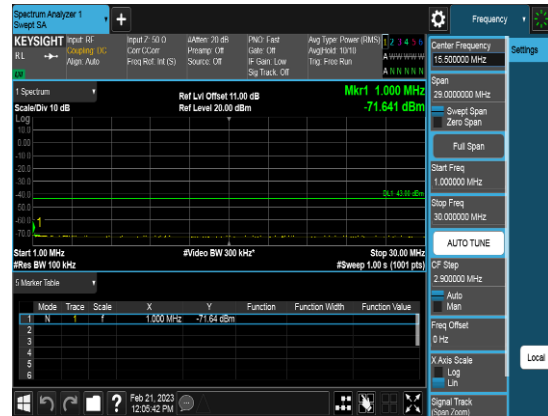 Spectrum Analyzer 1
Swept SA
+
Frequency
KEYSIGHT
RL
Input: RF
Coupling: DC
Align: Auto
Input Z: 50 Ω
Corr CCorr
Freq Ref: Int (S)
#Atten: 20 dB
Preamp: Off
Source: Off
PNO: Fast
Gate: Off
IF Gain: Low
Sig Track: Off
Avg Type: Power (RMS)
Avg|Hold: 10/10
Trig: Free Run
1 2 3 4 5 6
A W W W W W
A N N N N N
1 Spectrum
Scale/Div 10 dB
Ref Lvl Offset 11.00 dB
Ref Level 20.00 dBm
Mkr1 1.000 MHz
-71.641 dBm
Log
10.0
0.00
-10.0
-20.0
-30.0
-40.0
-50.0
-60.0
-70.0
DL1 -43.00 dBm
1
Start 1.00 MHz
#Res BW 100 kHz
#Video BW 300 kHz*
Stop 30.00 MHz
#Sweep 1.00 s (1001 pts)
5 Marker Table
Mode Trace Scale X Y Function Function Width Function Value
1 N 1 f 1.000 MHz -71.64 dBm
2
3
4
5
6
Feb 21, 2023
12:05:42 PM
Center Frequency
15.500000 MHz
Settings
Span
29.0000000 MHz
Swept Span
Zero Span
Full Span
Start Freq
1.000000 MHz
Stop Freq
30.000000 MHz
AUTO TUNE
CF Step
2.900000 MHz
Auto
Man
Freq Offset
0 Hz
X Axis Scale
Log
Lin
Local
Signal Track
(Span Zoom)